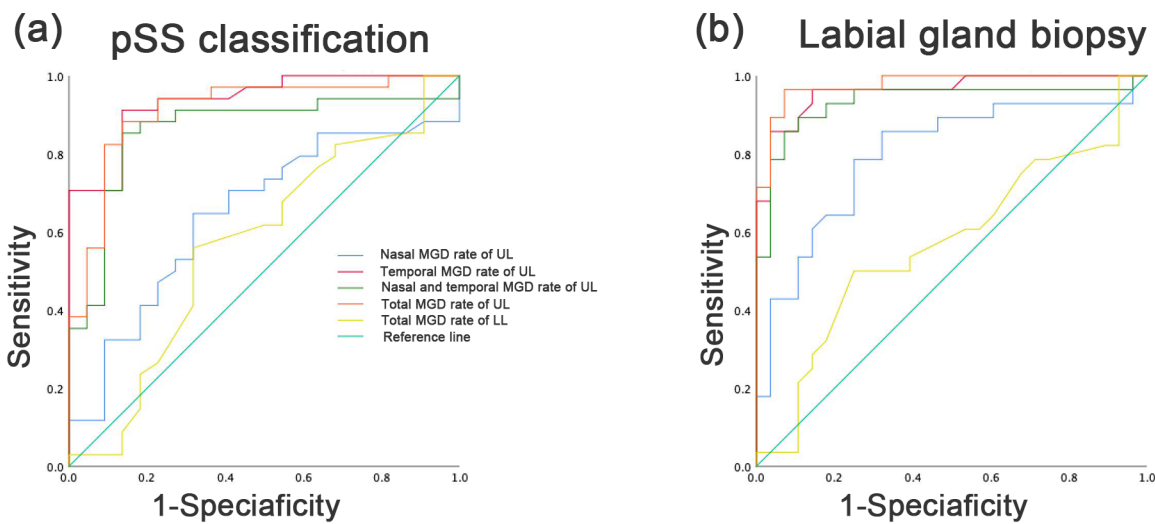 (a) pSS classification
1.0
0.8
0.6
0.4
0.2
0.0
0.0 0.2 0.4 0.6 0.8 1.0
Sensitivity
1-Speciaficity
Nasal MGD rate of UL
Temporal MGD rate of UL
Nasal and temporal MGD rate of UL
Total MGD rate of UL
Total MGD rate of LL
Reference line
(b) Labial gland biopsy
1.0
0.8
0.6
0.4
0.2
0.0
0.0 0.2 0.4 0.6 0.8 1.0
Sensitivity
1-Speciaficity